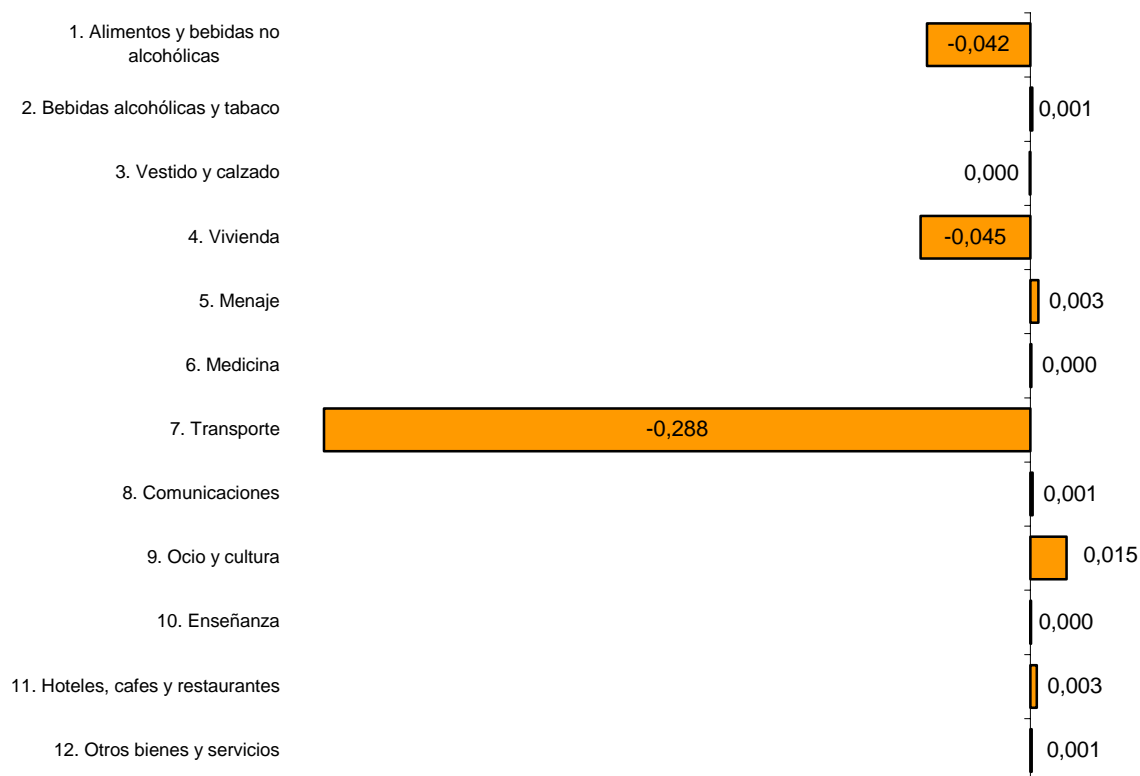 1. Alimentos y bebidas no
alcohólicas
-0,042
2. Bebidas alcohólicas y tabaco
0,001
3. Vestido y calzado
0,000
4. Vivienda
-0,045
5. Menaje
0,003
6. Medicina
0,000
7. Transporte
-0,288
8. Comunicaciones
0,001
9. Ocio y cultura
0,015
10. Enseñanza
0,000
11. Hoteles, cafes y restaurantes
0,003
12. Otros bienes y servicios
0,001